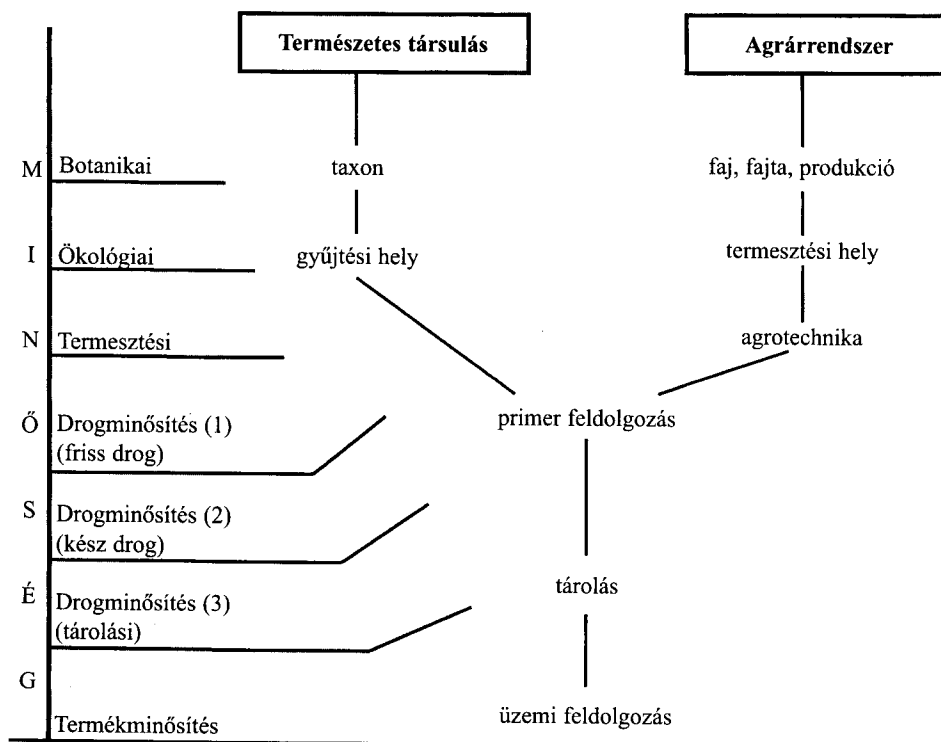 Természetes társulás
Agrárrendszer
M
Botanikai
taxon
faj, fajta, produkció
I
Ökológiai
gyűjtési hely
termesztési hely
N
Termesztési
agrotechnika
Ő
Drogminősítés (1)
(friss drog)
primer feldolgozás
S
Drogminősítés (2)
(kész drog)
É
Drogminősítés (3)
(tárolási)
tárolás
G
Termékminősítés
üzemi feldolgozás